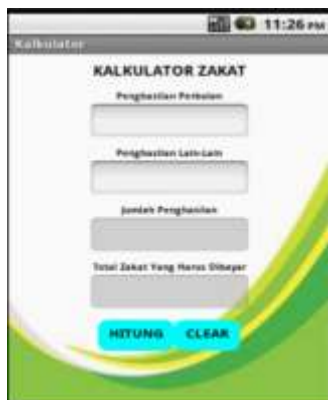 11:26 PM
Kalkulator
KALKULATOR ZAKAT
Penghasilan Perbulan
Penghasilan Lain-Lain
Jumlah Penghasilan
Total Zakat Yang Harus Dibayar
HITUNG CLEAR